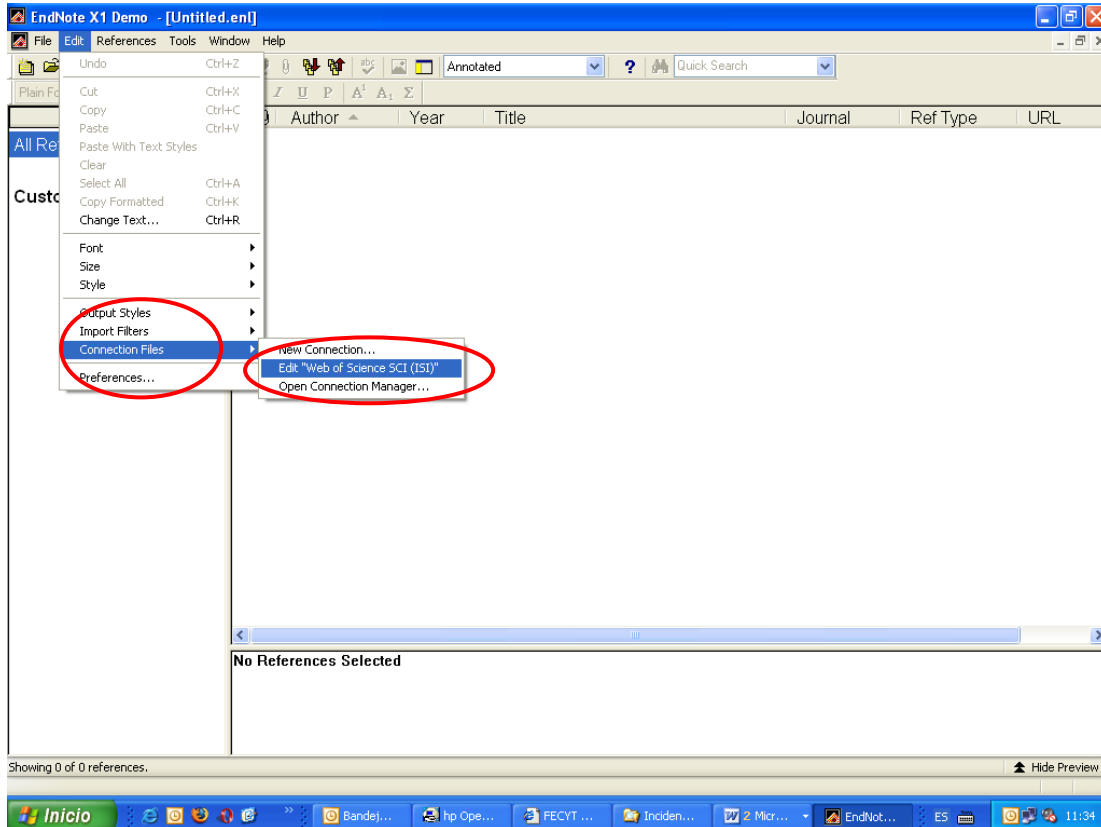 EndNote X1 Demo - [Untitled.enl]
File Edit References Tools Window Help
Annotated ? Quick Search
Plain Fo I U P A¹ A₁ Σ
Undo Ctrl+Z
Cut Ctrl+X
Copy Ctrl+C
Paste Ctrl+V
Paste With Text Styles
Clear
Select All Ctrl+A
Copy Formatted Ctrl+K
Change Text... Ctrl+R
Font
Size
Style
Output Styles
Import Filters
Connection Files
Preferences...
New Connection...
Edit "Web of Science SCI (ISI)"
Open Connection Manager...
Author Year Title Journal Ref Type URL
All Re
Custo
No References Selected
Showing 0 of 0 references. Hide Preview
Inicio » Bandej... hp Ope... FECYT ... Inciden... 2 Micr... EndNot... ES 11:34